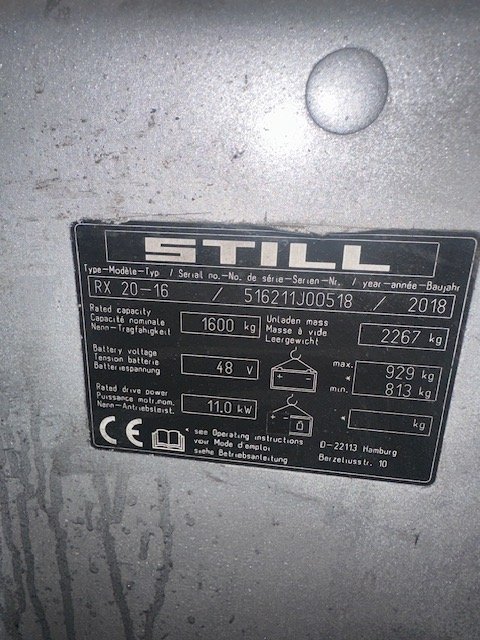 STILL
Type-Modèle-Typ / Serial no.-No. de série-Serien-Nr. / year-année-Baujahr
RX 20-16 / 516211J00518 / 2018
Rated capacity
Capacité nominale
Nenn-Tragfähigkeit
1600 kg
Unladen mass
Masse à vide
Leergewicht
2267 kg
Battery voltage
Tension batterie
Batteriespannung
48 V
max. 929 kg
min. 813 kg
Rated drive power
Puissance motr.nom.
Nenn-Antriebsleist.
11.0 kW
kg
CE
see Operating instructions
voir Mode d'emploi
siehe Betriebsanleitung
D-22113 Hamburg
Berzeliusstr. 10